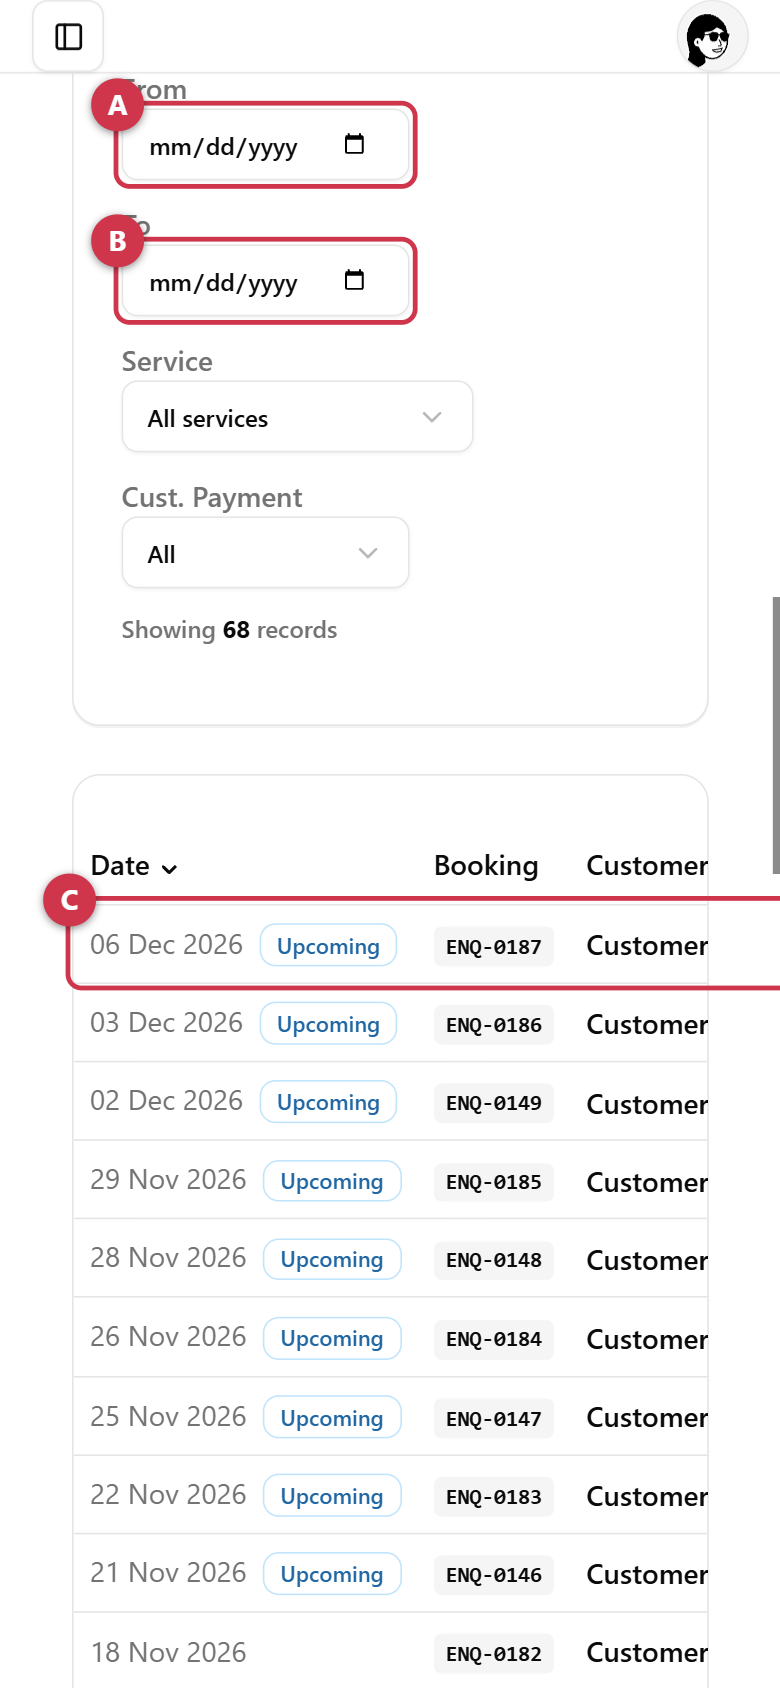 From
A
mm/dd/yyyy
To
B
mm/dd/yyyy
Service
All services
Cust. Payment
All
Showing 68 records
Date Booking Customer
C
06 Dec 2026 Upcoming ENQ-0187 Customer
03 Dec 2026 Upcoming ENQ-0186 Customer
02 Dec 2026 Upcoming ENQ-0149 Customer
29 Nov 2026 Upcoming ENQ-0185 Customer
28 Nov 2026 Upcoming ENQ-0148 Customer
26 Nov 2026 Upcoming ENQ-0184 Customer
25 Nov 2026 Upcoming ENQ-0147 Customer
22 Nov 2026 Upcoming ENQ-0183 Customer
21 Nov 2026 Upcoming ENQ-0146 Customer
18 Nov 2026 ENQ-0182 Customer